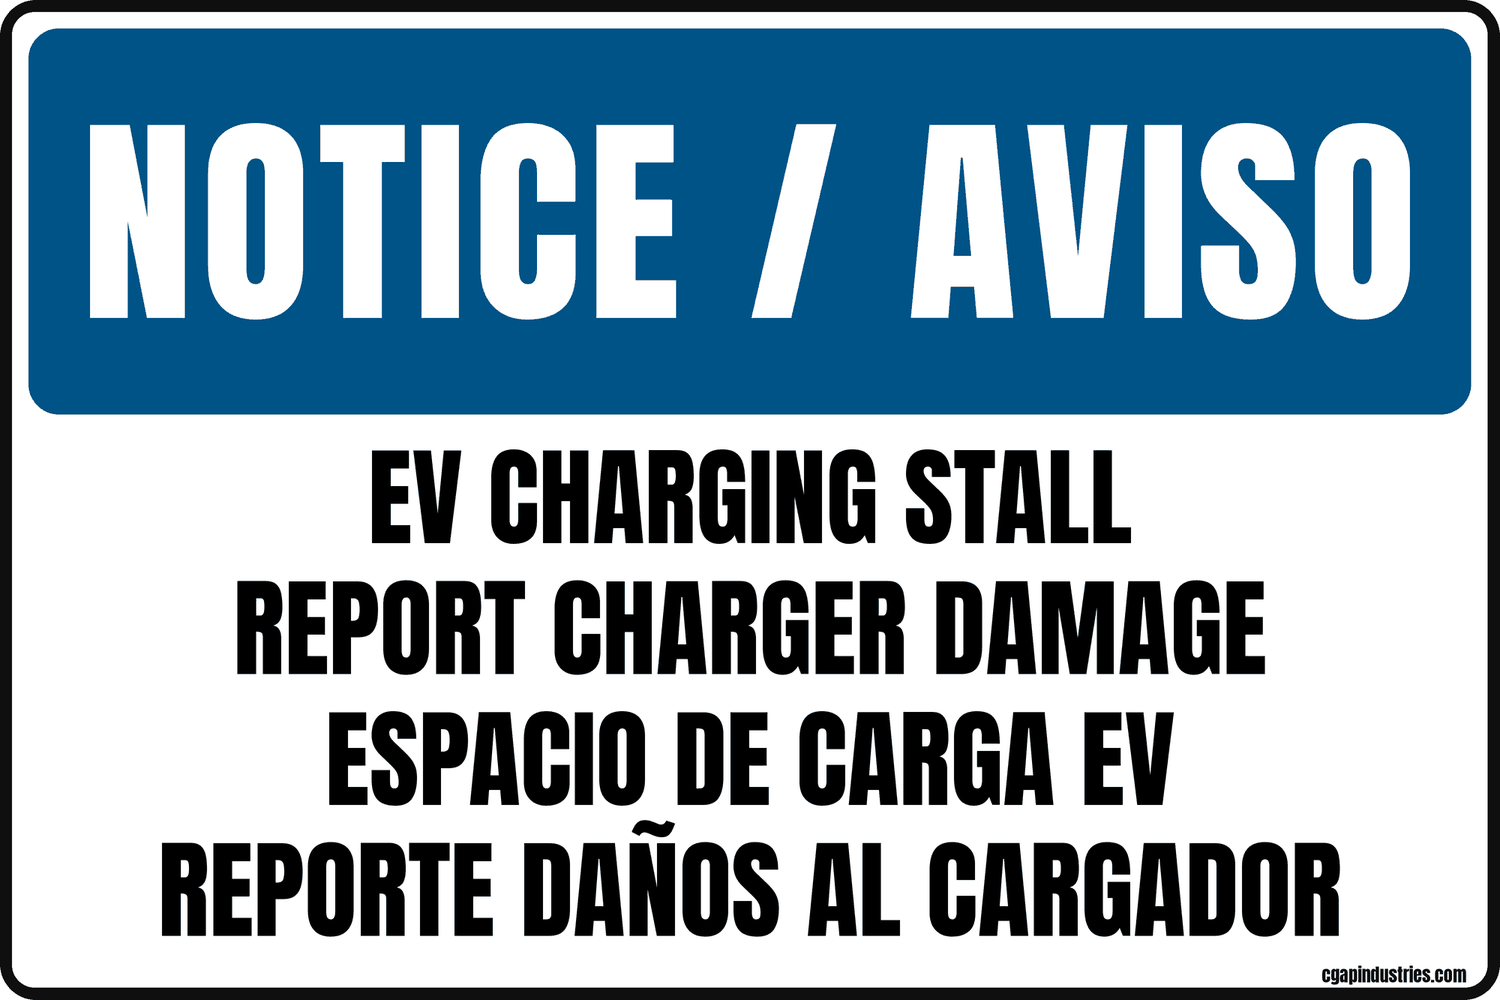 NOTICE / AVISO
EV CHARGING STALL
REPORT CHARGER DAMAGE
ESPACIO DE CARGA EV
REPORTE DAÑOS AL CARGADOR
cgapindustries.com